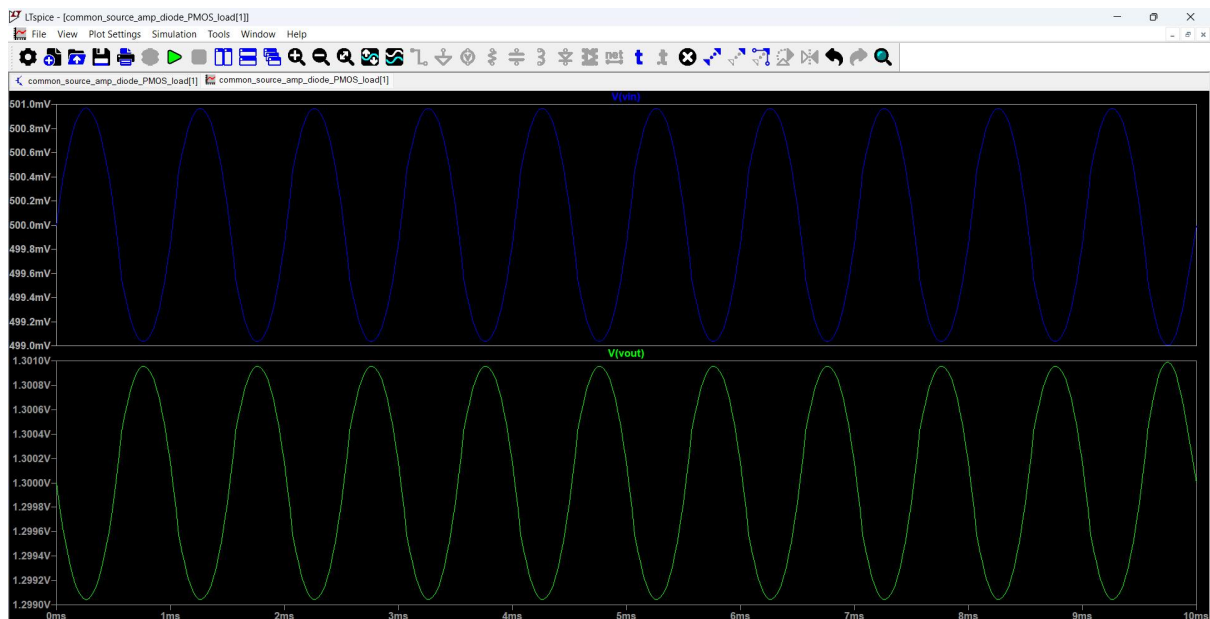 LTspice - [common_source_amp_diode_PMOS_load[1]]
File View Plot Settings Simulation Tools Window Help
net t t
common_source_amp_diode_PMOS_load[1] common_source_amp_diode_PMOS_load[1]
V(vin)
501.0mV
500.8mV
500.6mV
500.4mV
500.2mV
500.0mV
499.8mV
499.6mV
499.4mV
499.2mV
499.0mV
V(vout)
1.3010V
1.3008V
1.3006V
1.3004V
1.3002V
1.3000V
1.2998V
1.2996V
1.2994V
1.2992V
1.2990V
0ms 1ms 2ms 3ms 4ms 5ms 6ms 7ms 8ms 9ms 10ms